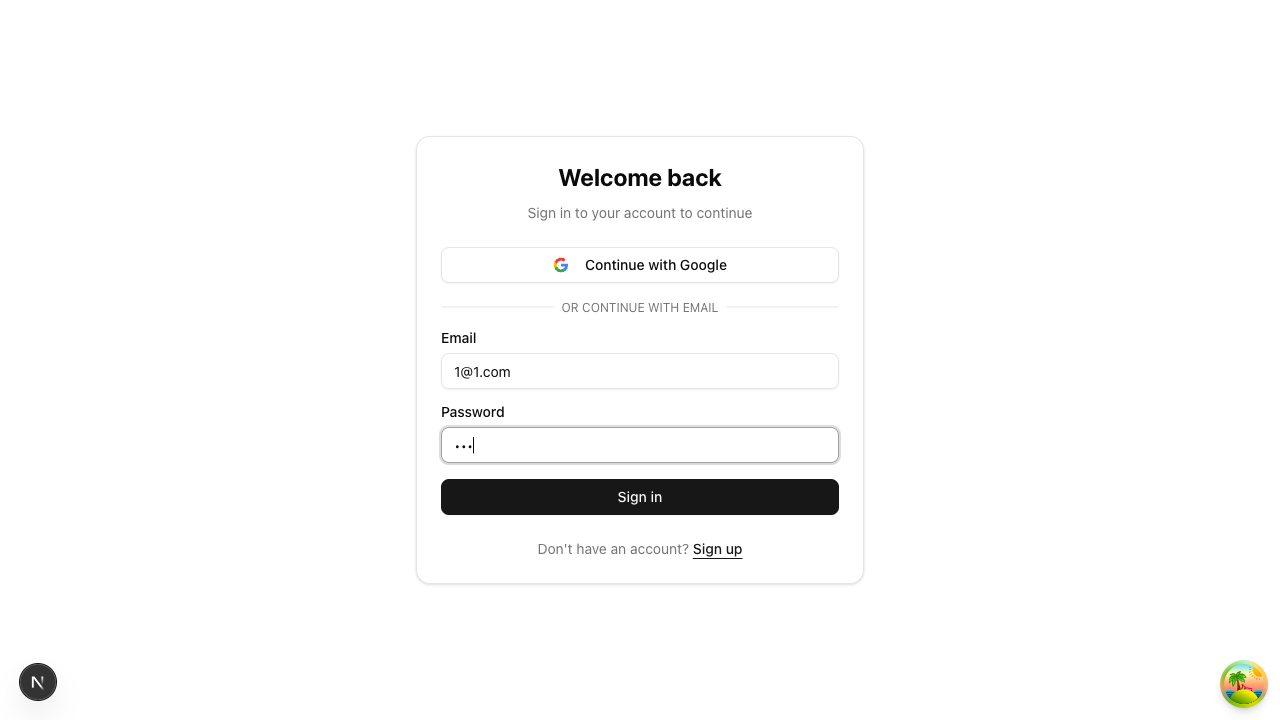 Welcome back
Sign in to your account to continue
Continue with Google
OR CONTINUE WITH EMAIL
Email
1@1.com
Password
•••
Sign in
Don't have an account? Sign up
N